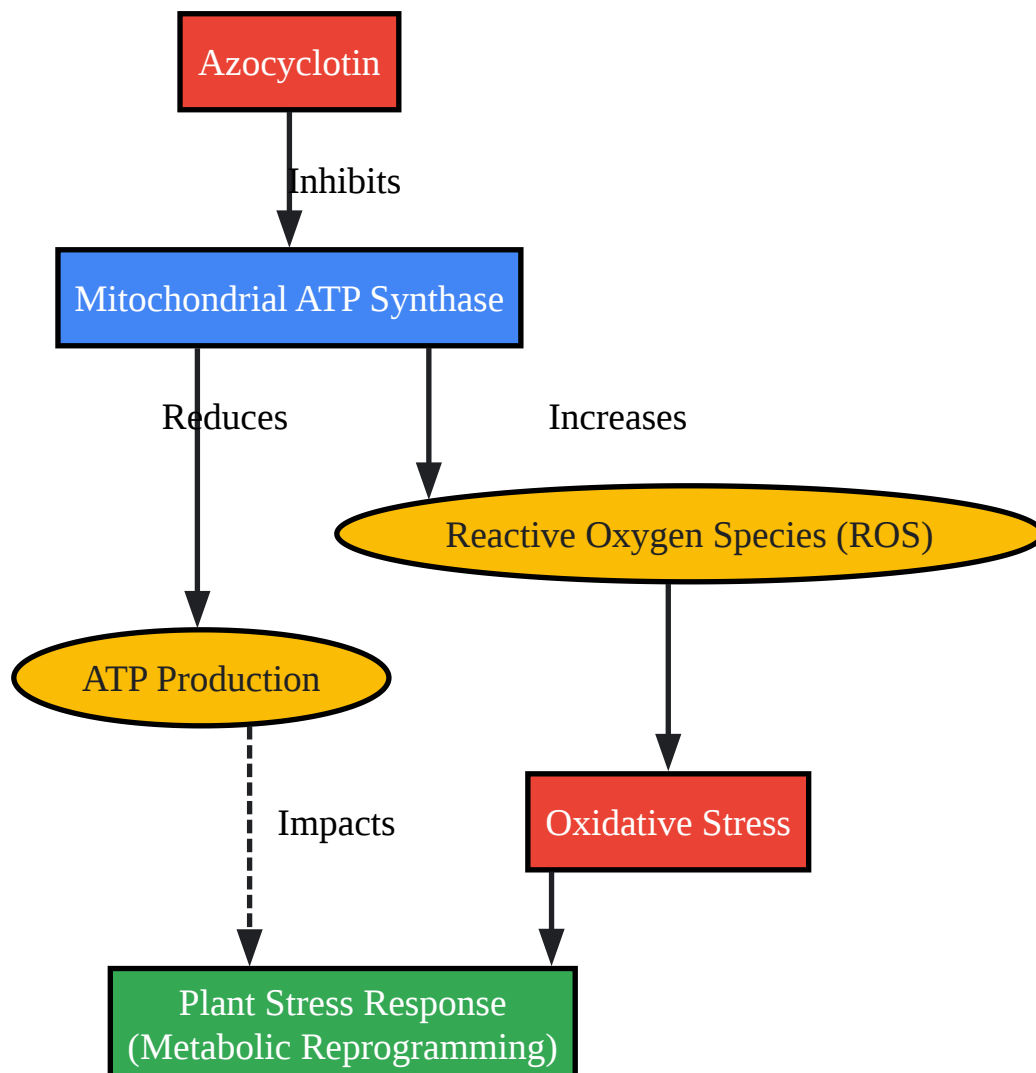 Azocyclotin
Inhibits
Mitochondrial ATP Synthase
Reduces
Increases
Reactive Oxygen Species (ROS)
ATP Production
Impacts
Oxidative Stress
Plant Stress Response
(Metabolic Reprogramming)